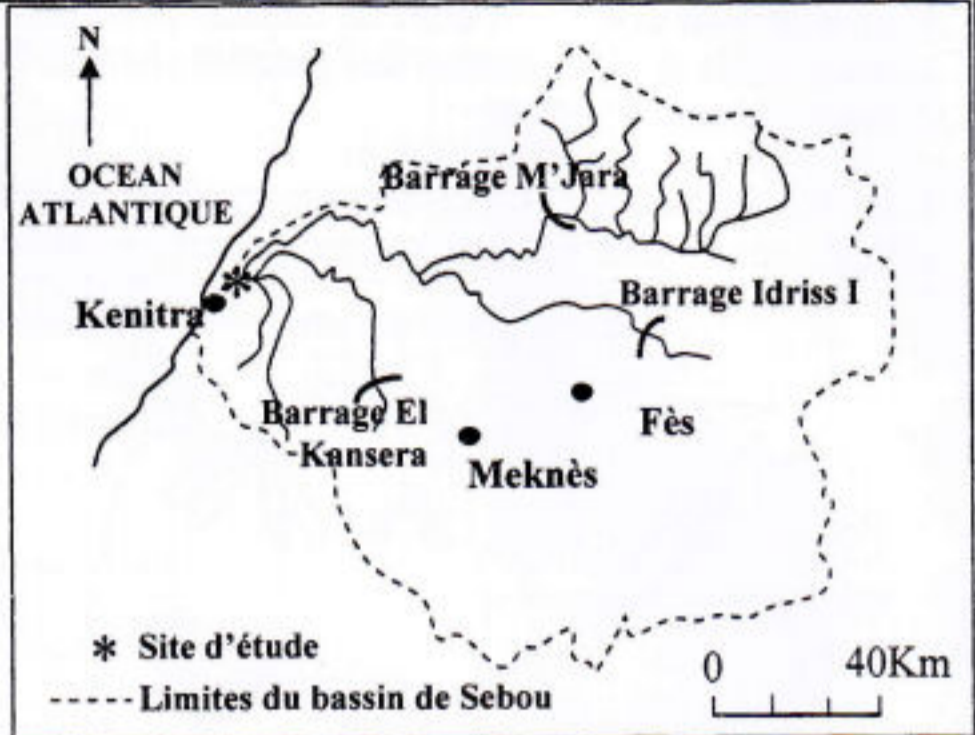 N
OCEAN
ATLANTIQUE
Barrage M'Jara
Barrage Idriss I
Kenitra
Barrage El
Kansera
Fès
Meknès
* Site d'étude
----- Limites du bassin de Sebou
0 40Km